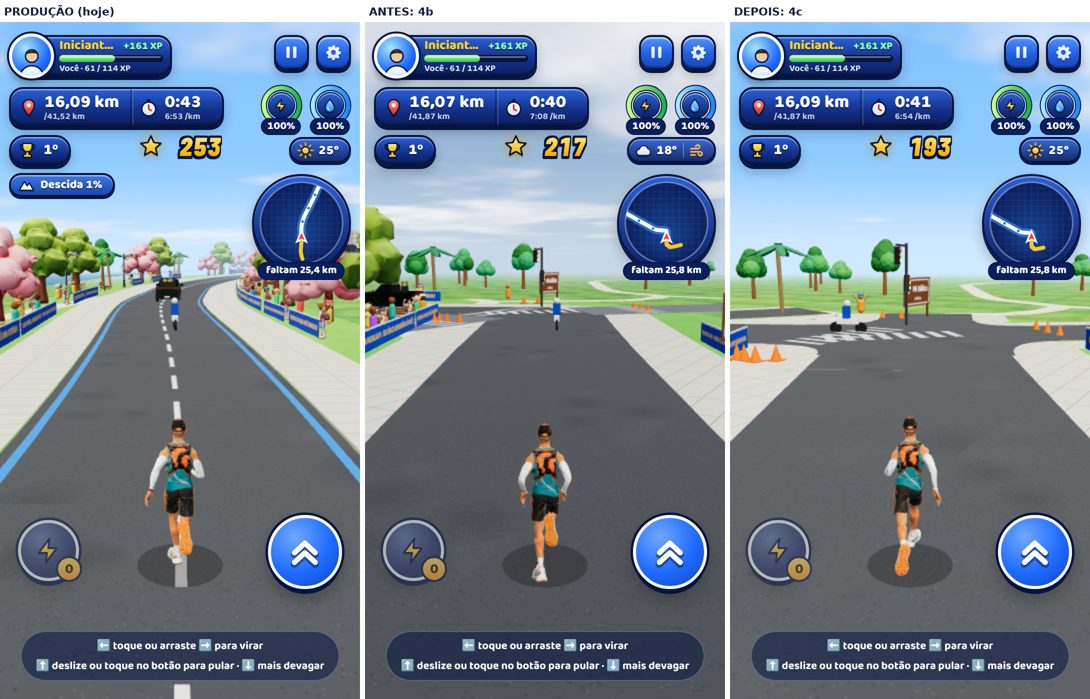 PRODUÇÃO (hoje)
Iniciant... +161 XP
Você · 61 / 114 XP
16,09 km
/41,52 km
0:43
6:53 /km
100% 100%
1°
253
25°
Descida 1%
faltam 25,4 km
0
← toque ou arraste → para virar
↑ deslize ou toque no botão para pular · ↓ mais devagar
ANTES: 4b
Iniciant... +161 XP
Você · 61 / 114 XP
16,07 km
/41,87 km
0:40
7:08 /km
100% 100%
1°
217
18°
faltam 25,8 km
0
← toque ou arraste → para virar
↑ deslize ou toque no botão para pular · ↓ mais devagar
DEPOIS: 4c
Iniciant... +161 XP
Você · 61 / 114 XP
16,09 km
/41,87 km
0:41
6:54 /km
100% 100%
1°
193
25°
faltam 25,8 km
0
← toque ou arraste → para virar
↑ deslize ou toque no botão para pular · ↓ mais devagar